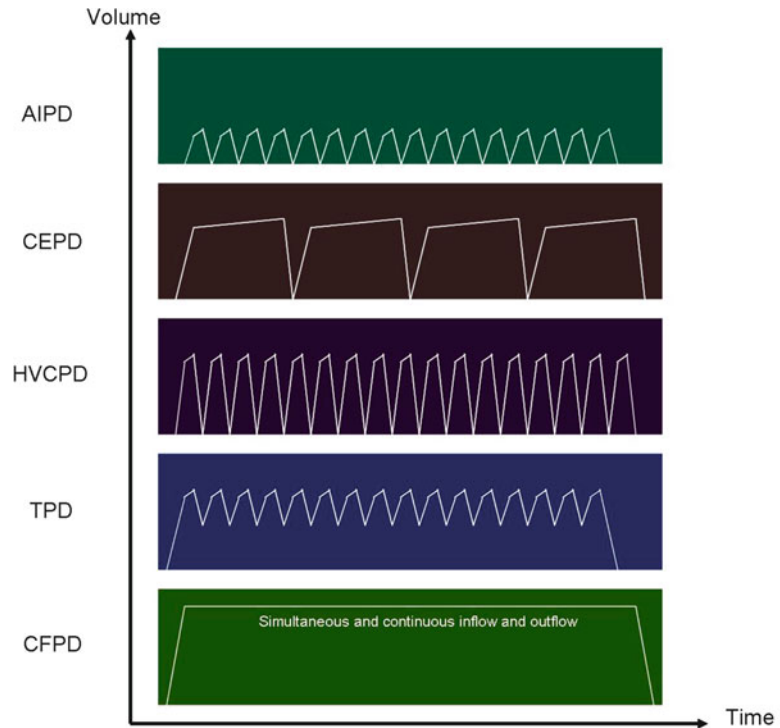 Volume
AIPD
CEPD
HVCPD
TPD
CFPD
Simultaneous and continuous inflow and outflow
Time